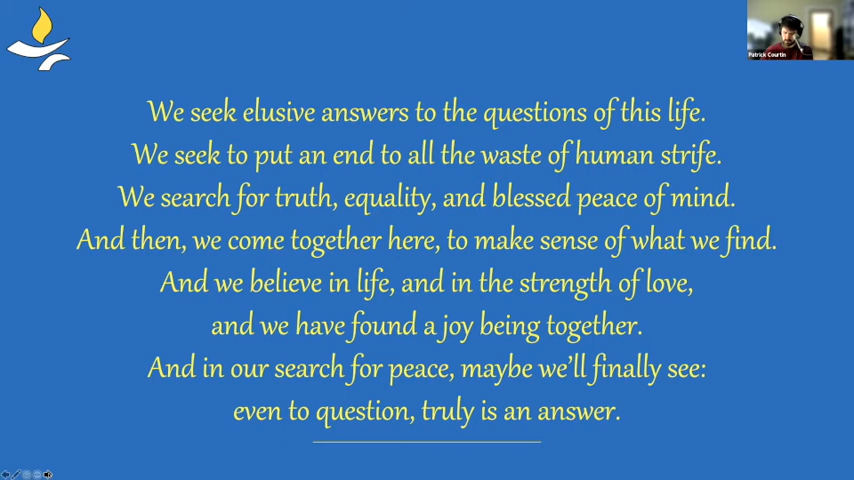 Patrick Courtin
We seek elusive answers to the questions of this life.
We seek to put an end to all the waste of human strife.
We search for truth, equality, and blessed peace of mind.
And then, we come together here, to make sense of what we find.
And we believe in life, and in the strength of love,
and we have found a joy being together.
And in our search for peace, maybe we’ll finally see:
even to question, truly is an answer.